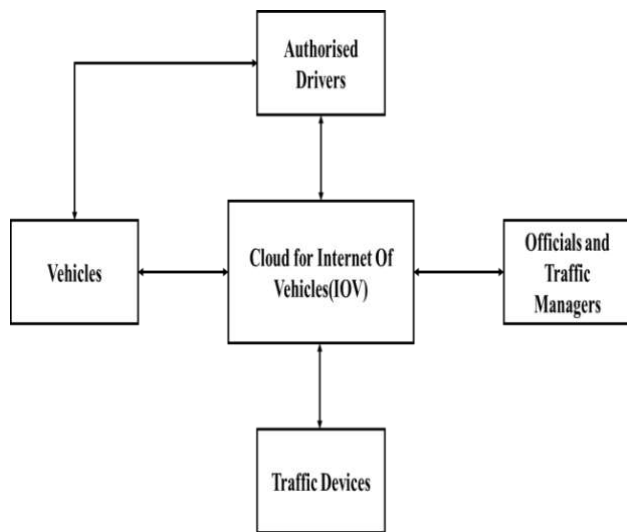 Authorised
Drivers
Vehicles
Cloud for Internet Of
Vehicles(IOV)
Officials and
Traffic
Managers
Traffic Devices